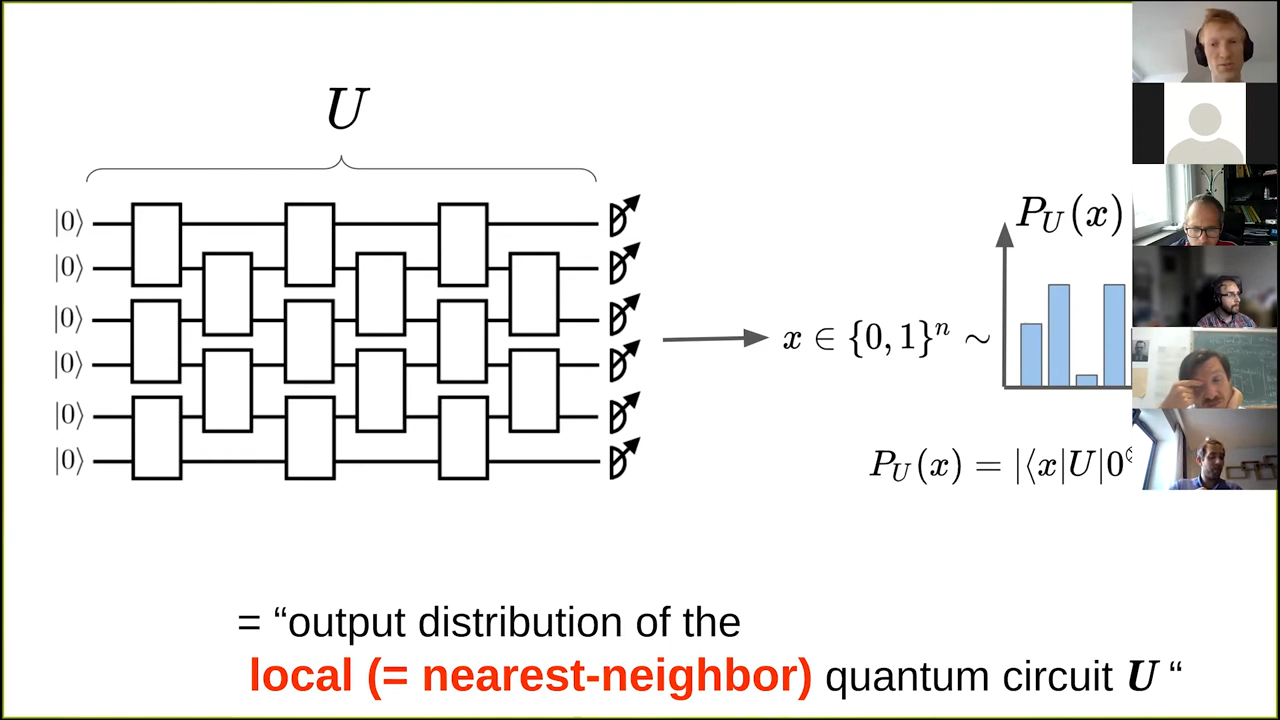 U
|0⟩
|0⟩
|0⟩
|0⟩
|0⟩
|0⟩
x ∈ {0,1}ⁿ ∼
P_U(x)
P_U(x) = |⟨x|U|0⊗
= “output distribution of the
local (= nearest-neighbor) quantum circuit U “